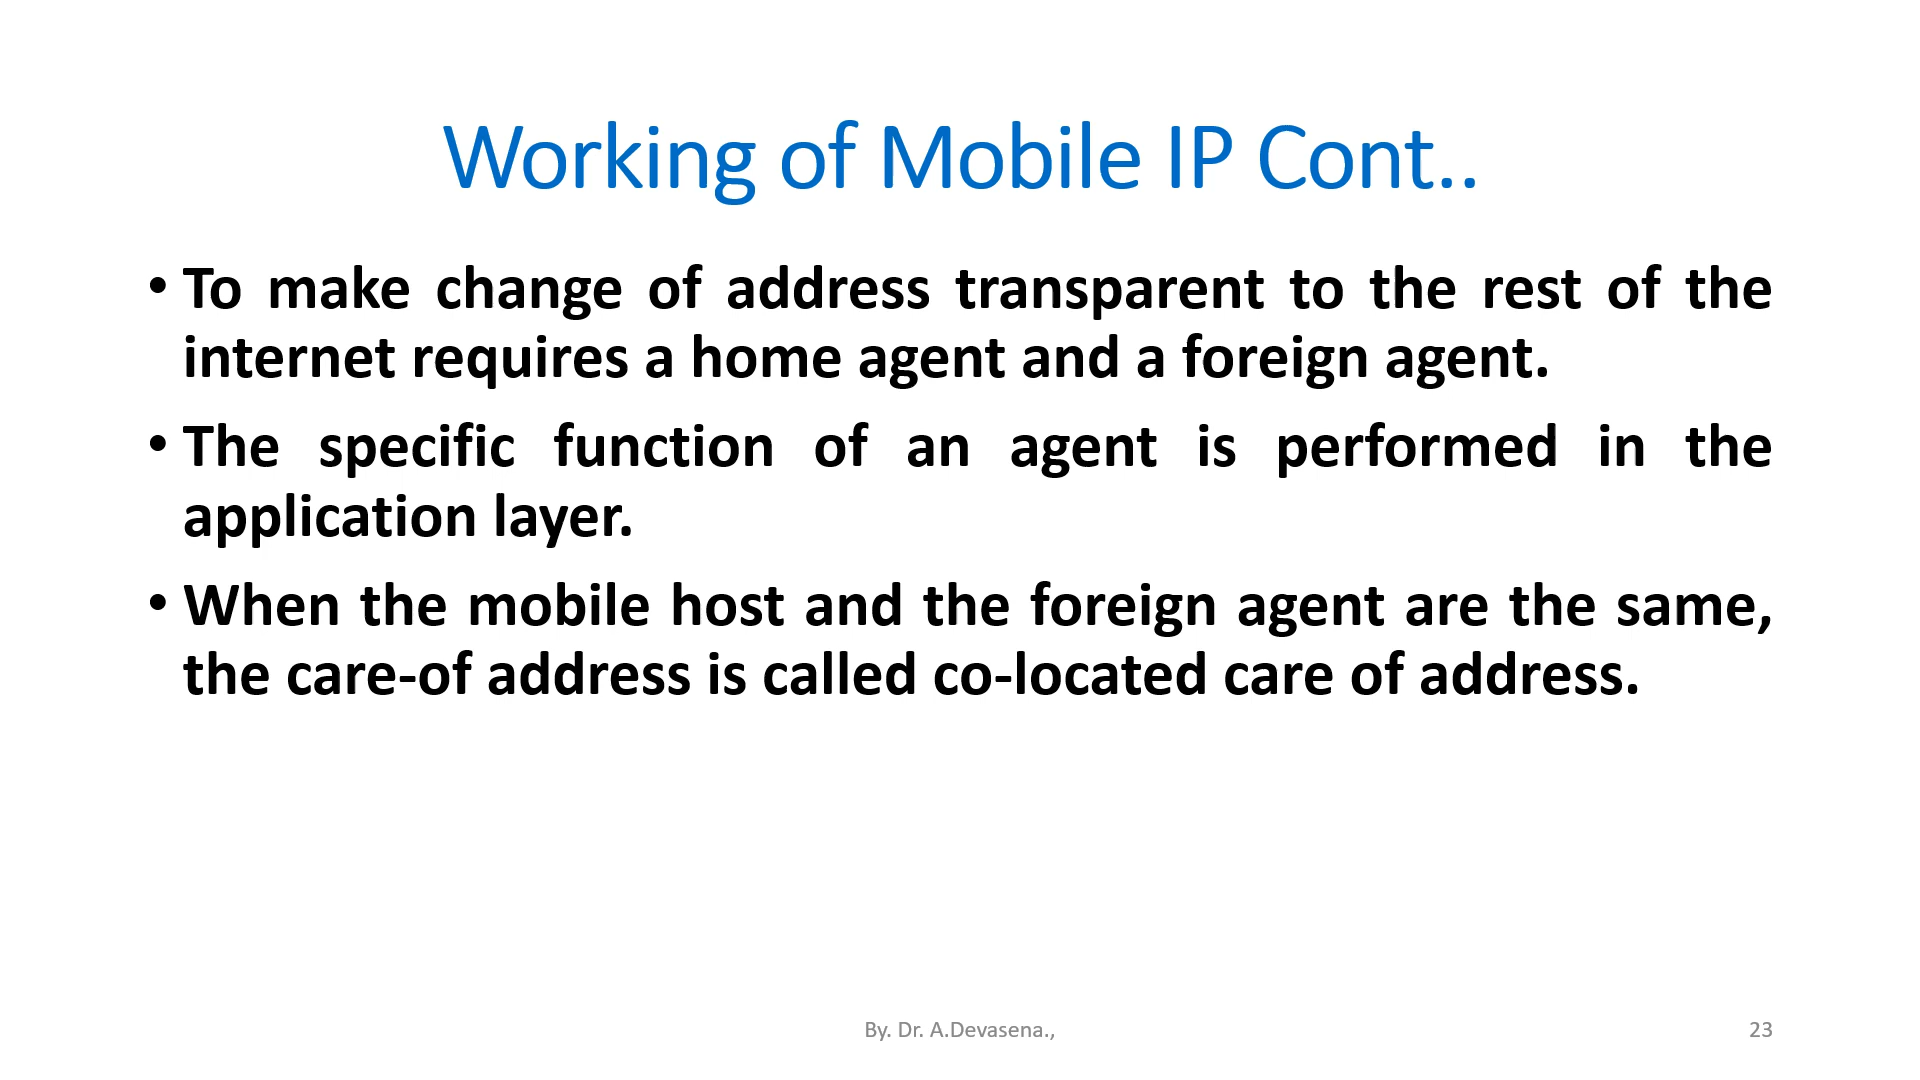 Working of Mobile IP Cont..
• To make change of address transparent to the rest of the
internet requires a home agent and a foreign agent.
• The specific function of an agent is performed in the
application layer.
• When the mobile host and the foreign agent are the same,
the care-of address is called co-located care of address.
By. Dr. A.Devasena.,
23